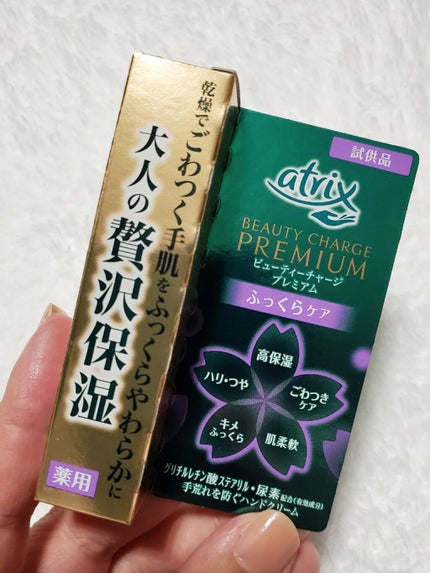 乾燥でごわつく手肌をふっくらやわらかに
大人の贅沢保湿
薬用
試供品
atrix
BEAUTY CHARGE
PREMIUM
ビューティーチャージ
プレミアム
ふっくらケア
高保湿
ハリ・つや
ごわつき
ケア
キメ
ふっくら
肌柔軟
グリチルレチン酸ステアリル・尿素配合(有効成分)
手荒れを防ぐハンドクリーム